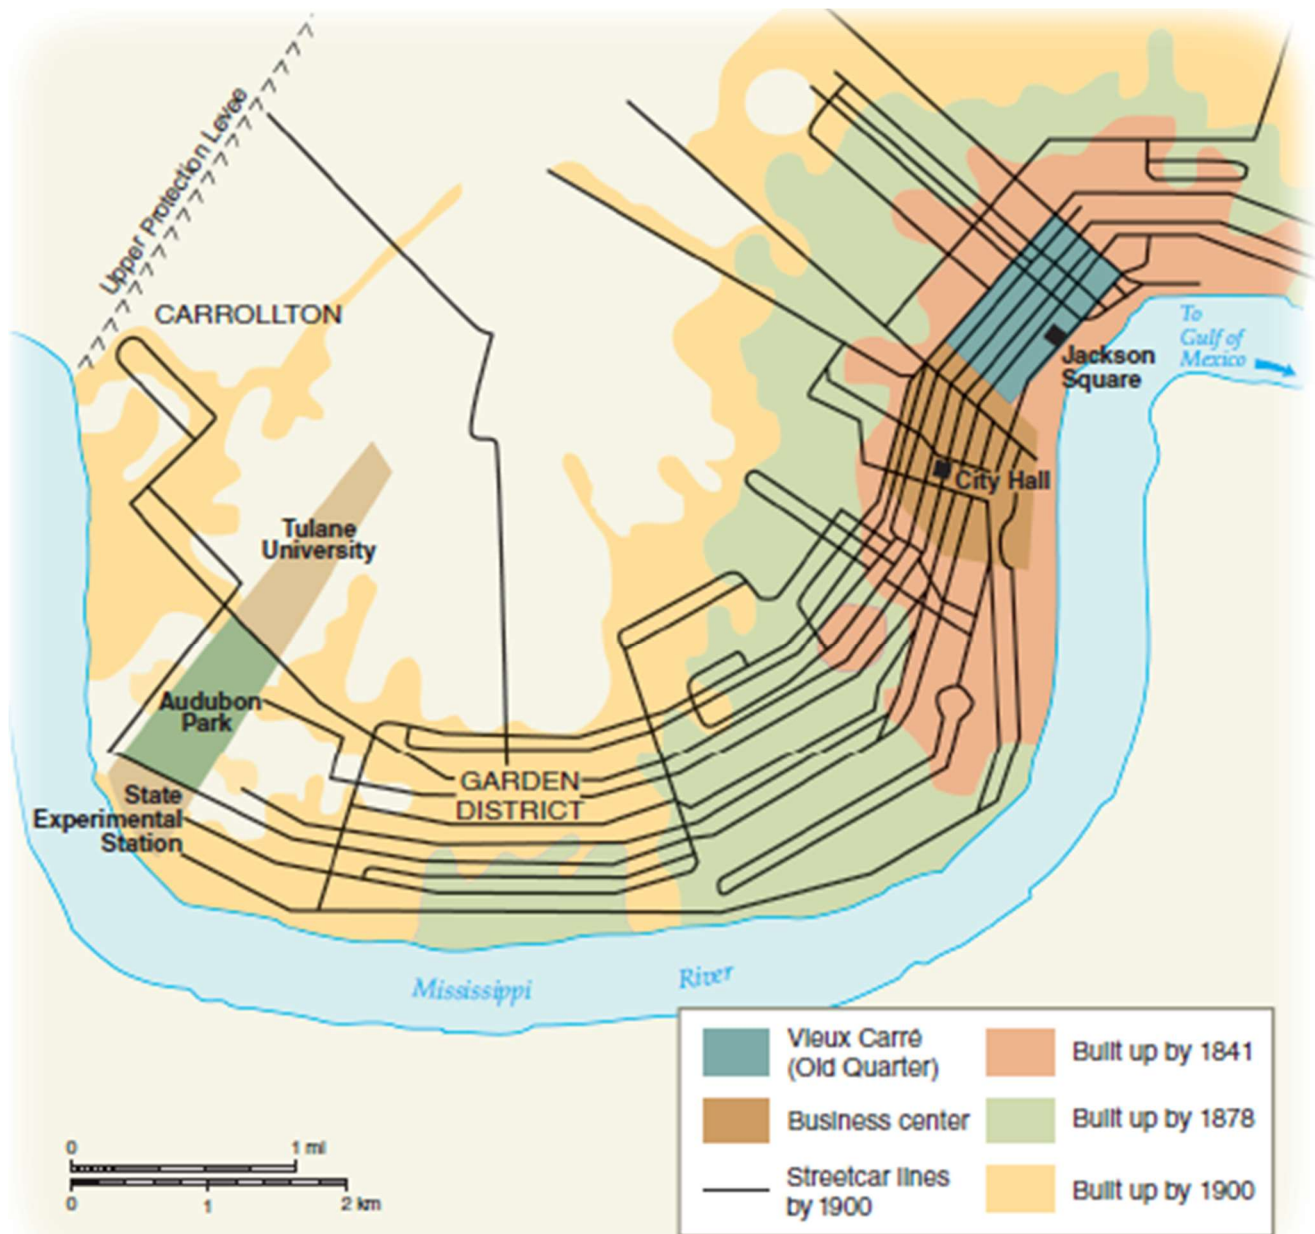 Upper Protection Levee
CARROLLTON
To
Gulf of
Mexico
Jackson
Square
City Hall
Tulane
University
Audubon
Park
GARDEN
DISTRICT
State
Experimental
Station
Mississippi River
Vieux Carré
(Old Quarter)
Business center
Streetcar lines
by 1900
Built up by 1841
Built up by 1878
Built up by 1900
0 1 mi
0 1 2 km